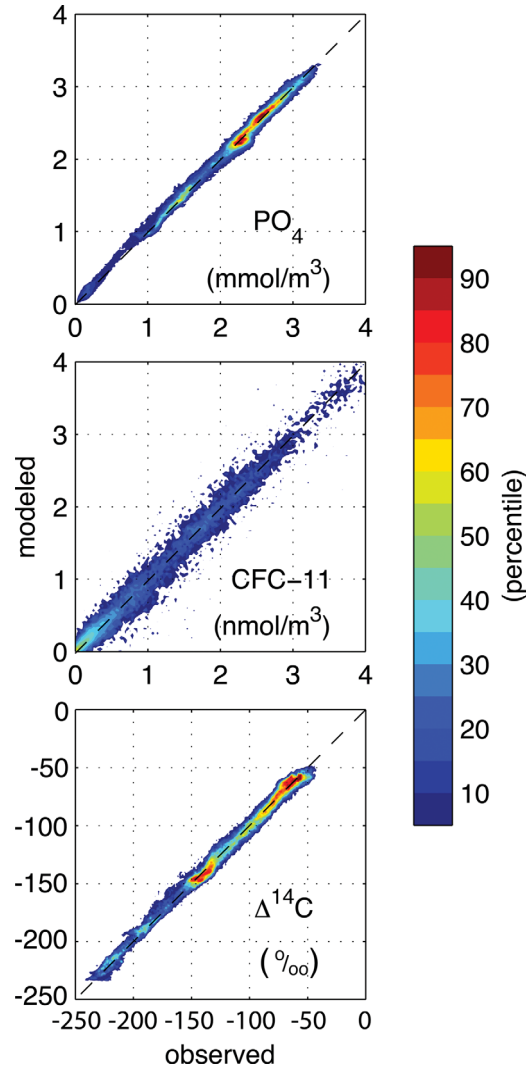 4
3
2
1
0
0 1 2 3 4
PO4
(mmol/m3)
4
3
2
1
0
0 1 2 3 4
modeled
CFC-11
(nmol/m3)
0
-50
-100
-150
-200
-250
-250 -200 -150 -100 -50 0
Δ14C
(o/oo)
observed
90
80
70
60
50
40
30
20
10
(percentile)